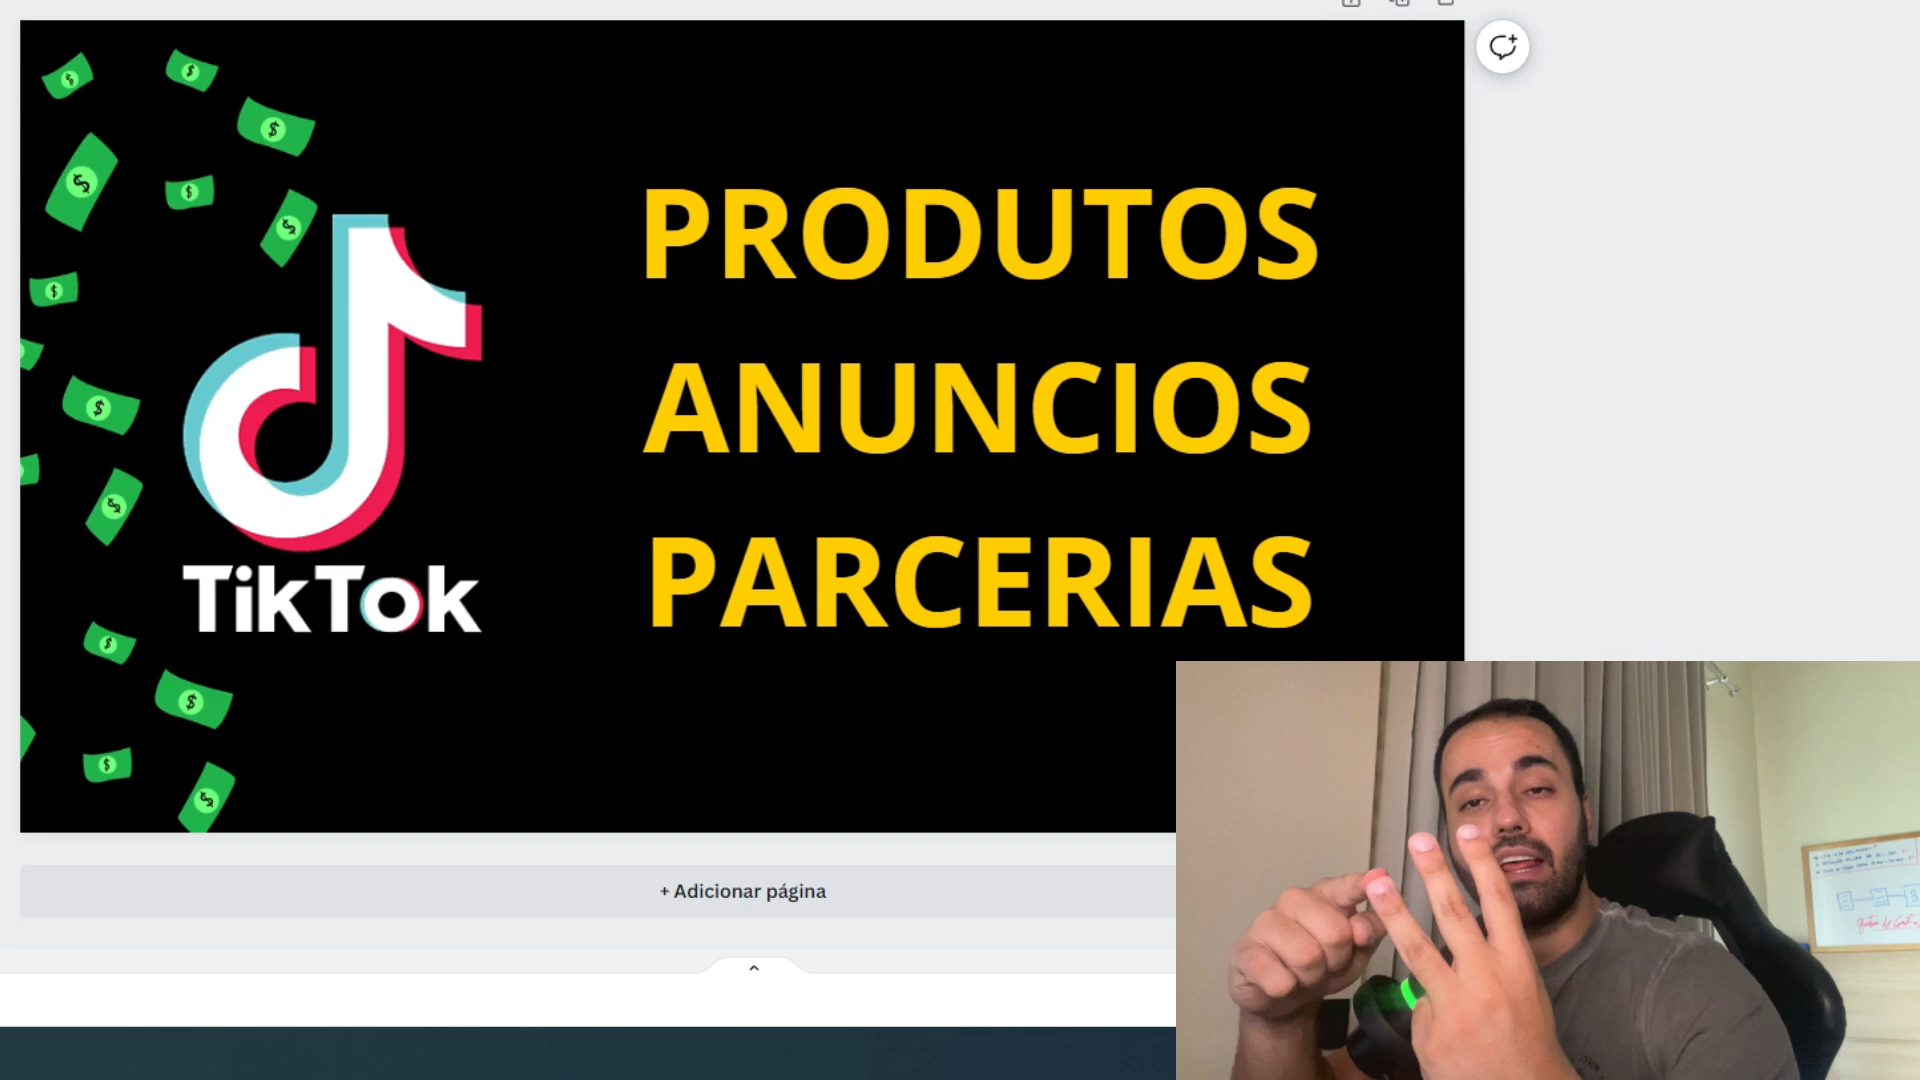 PRODUTOS
ANUNCIOS
PARCERIAS
TikTok
+ Adicionar página